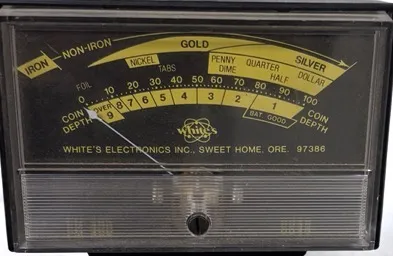 IRON NON-IRON GOLD SILVER
NICKEL PENNY QUARTER
TABS DIME HALF DOLLAR
FOIL
0 10 20 30 40 50 60 70 80 90 100
COIN DEPTH OVER 9 8 7 6 5 4 3 2 1 COIN DEPTH
BAT. GOOD
White's
WHITE'S ELECTRONICS INC., SWEET HOME, ORE. 97386